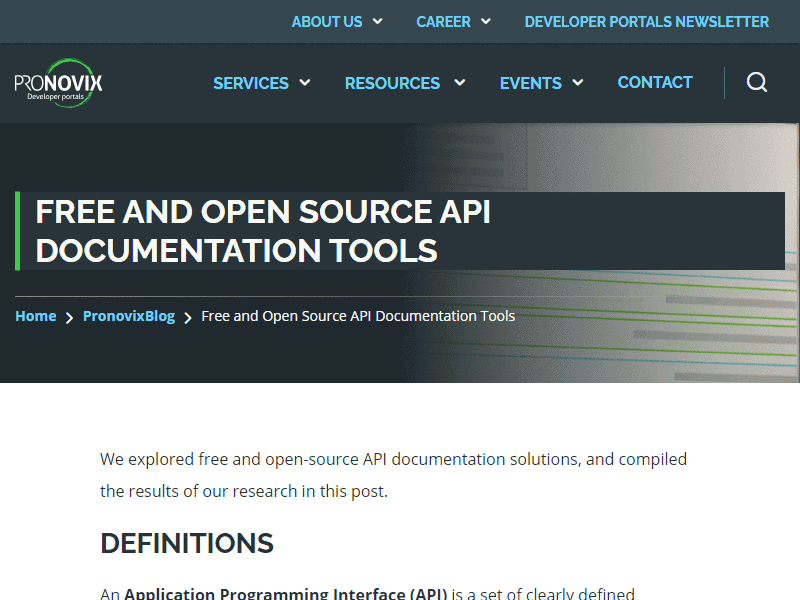 ABOUT US CAREER DEVELOPER PORTALS NEWSLETTER
PRONOVIX
Developer portals
SERVICES RESOURCES EVENTS CONTACT
FREE AND OPEN SOURCE API
DOCUMENTATION TOOLS
Home PronovixBlog Free and Open Source API Documentation Tools
We explored free and open-source API documentation solutions, and compiled
the results of our research in this post.
DEFINITIONS
An Application Programming Interface (API) is a set of clearly defined